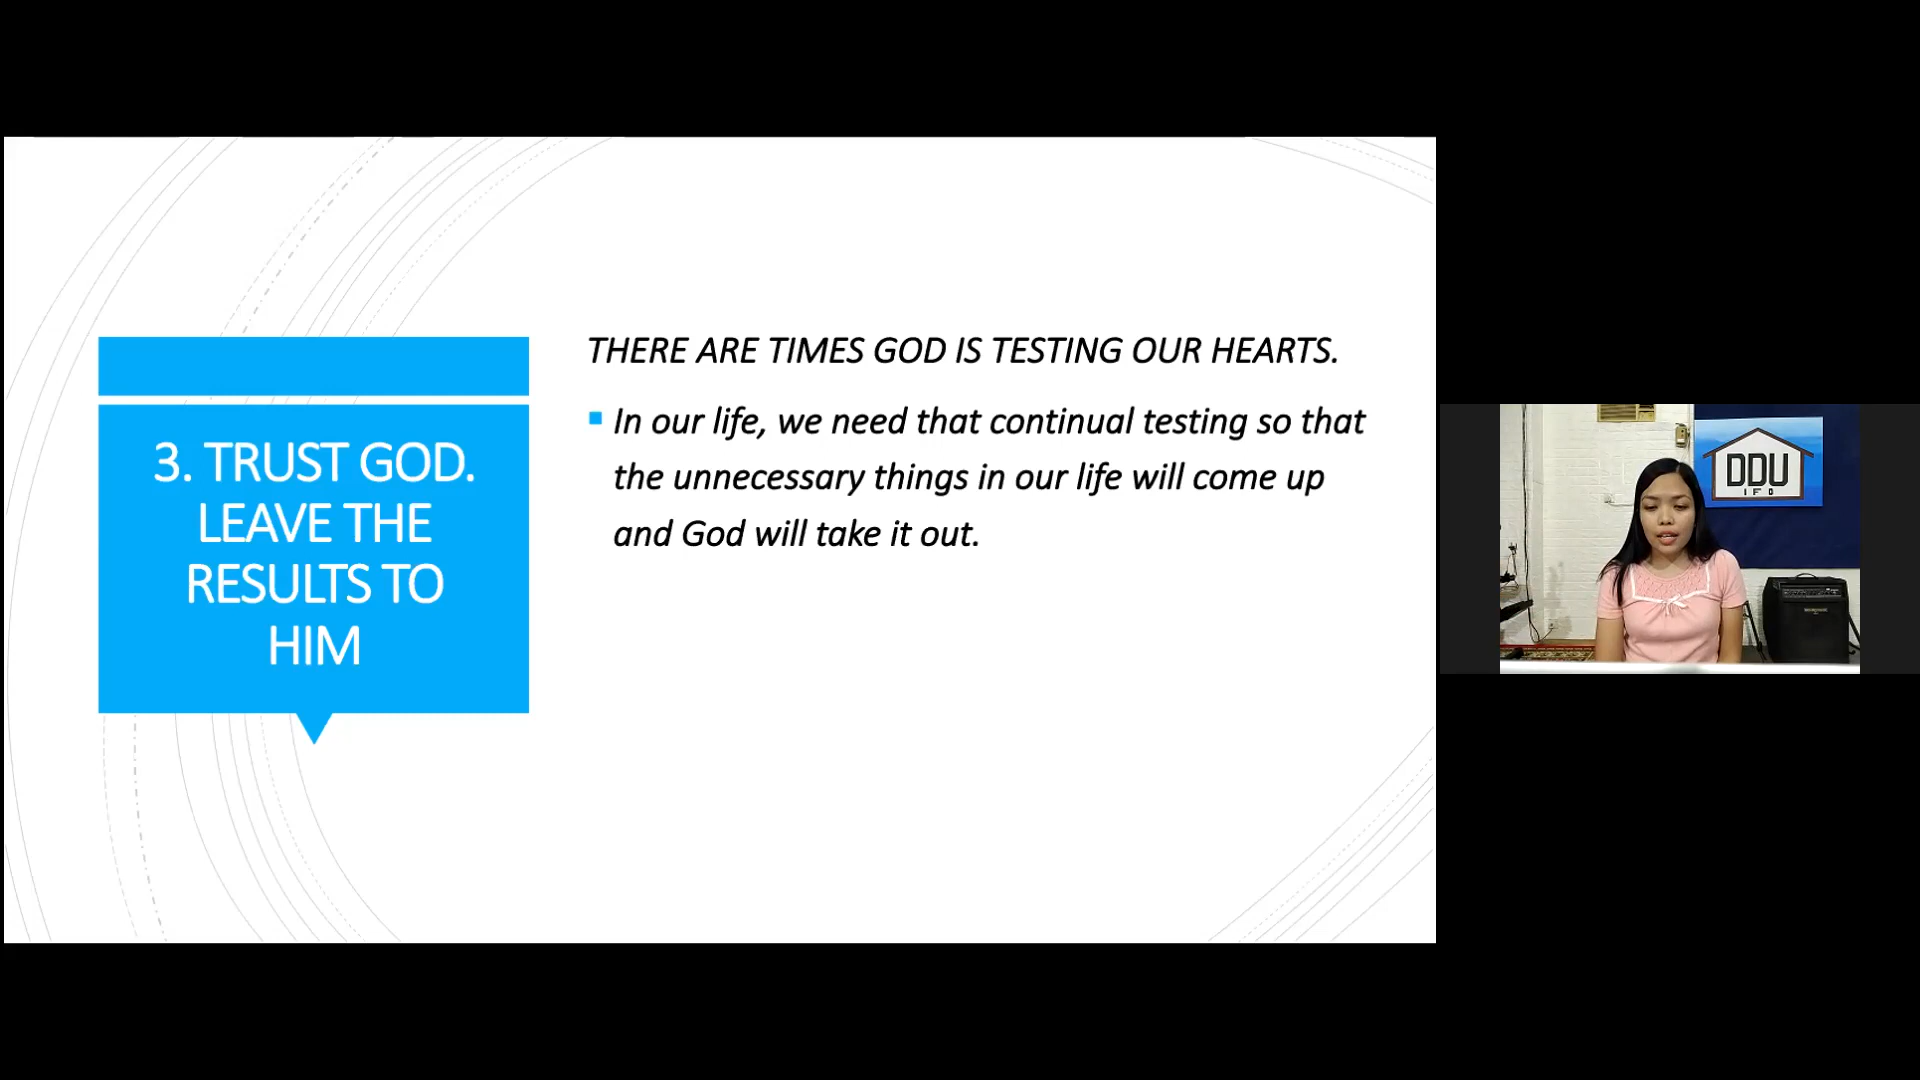 3. TRUST GOD.
LEAVE THE
RESULTS TO
HIM
THERE ARE TIMES GOD IS TESTING OUR HEARTS.
In our life, we need that continual testing so that
the unnecessary things in our life will come up
and God will take it out.
DDU
IFO